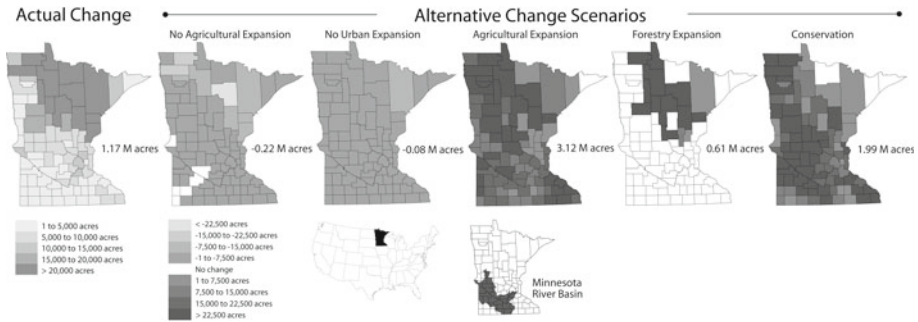 Actual Change
Alternative Change Scenarios
No Agricultural Expansion
No Urban Expansion
Agricultural Expansion
Forestry Expansion
Conservation
1.17 M acres
-0.22 M acres
-0.08 M acres
3.12 M acres
0.61 M acres
1.99 M acres
1 to 5,000 acres
5,000 to 10,000 acres
10,000 to 15,000 acres
15,000 to 20,000 acres
> 20,000 acres
< -22,500 acres
-15,000 to -22,500 acres
-7,500 to -15,000 acres
-1 to -7,500 acres
No change
1 to 7,500 acres
7,500 to 15,000 acres
15,000 to 22,500 acres
> 22,500 acres
Minnesota
River Basin